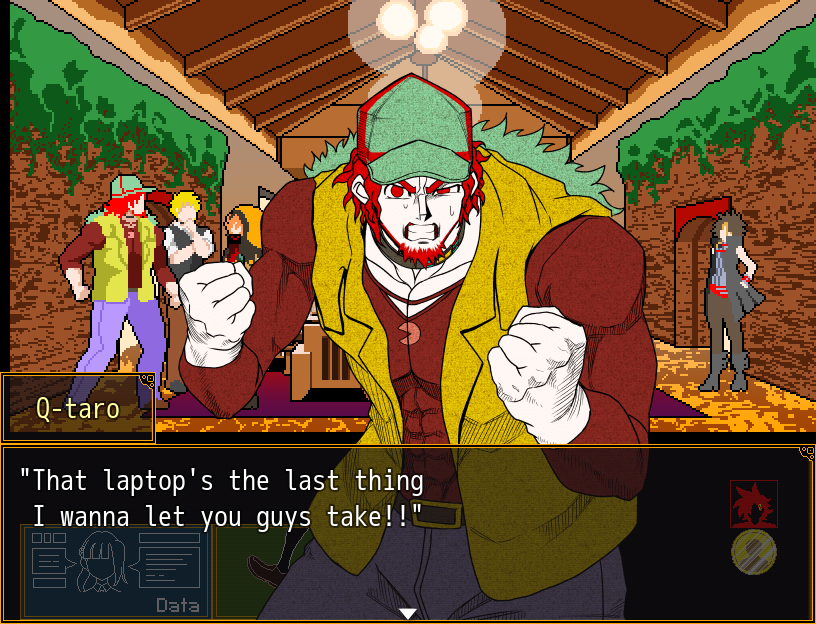 Q-taro
"That laptop's the last thing
I wanna let you guys take!!"
Data